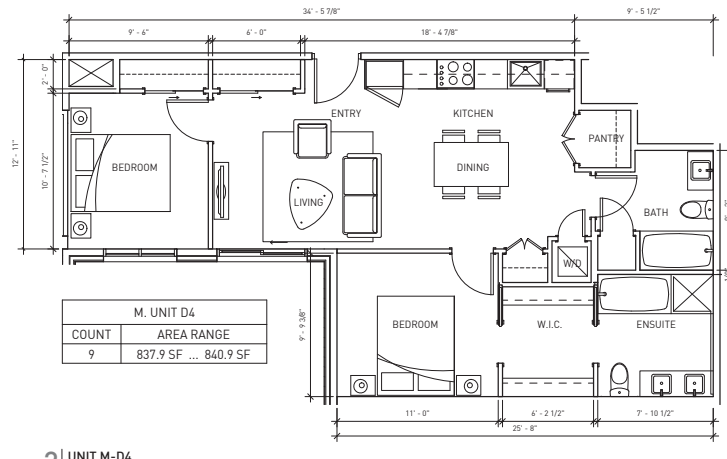 34' - 5 7/8"
9' - 5 1/2"
9' - 6"
6' - 0"
18' - 4 7/8"
2' - 0"
12' - 11"
10' - 7 1/2"
ENTRY
KITCHEN
PANTRY
BEDROOM
DINING
LIVING
BATH
W/D
9' - 9 3/8"
M. UNIT D4
COUNT AREA RANGE
9 837.9 SF ... 840.9 SF
BEDROOM
W.I.C.
ENSUITE
11' - 0"
6' - 2 1/2"
7' - 10 1/2"
25' - 8"
UNIT M-D4